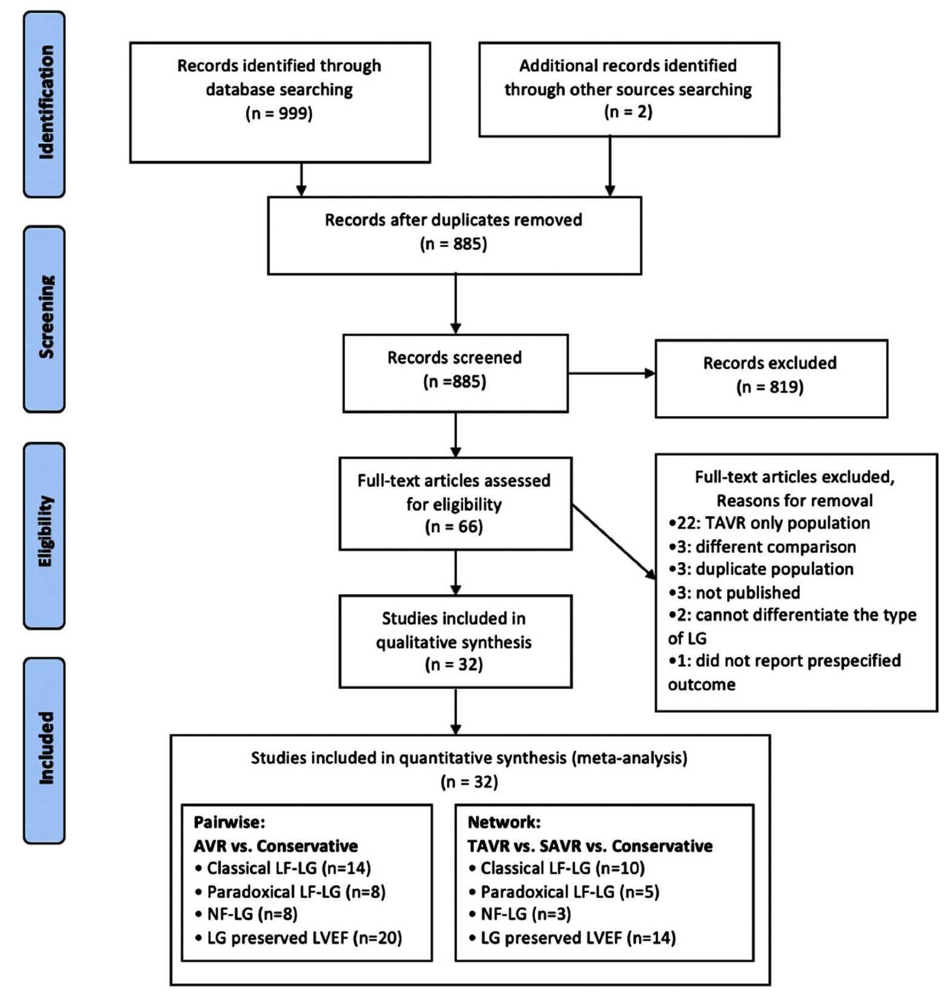 Identification
Records identified through
database searching
(n = 999)
Additional records identified
through other sources searching
(n = 2)
Records after duplicates removed
(n = 885)
Screening
Records screened
(n =885)
Records excluded
(n = 819)
Eligibility
Full-text articles assessed
for eligibility
(n = 66)
Full-text articles excluded,
Reasons for removal
•22: TAVR only population
•3: different comparison
•3: duplicate population
•3: not published
•2: cannot differentiate the type
of LG
•1: did not report prespecified
outcome
Studies included in
qualitative synthesis
(n = 32)
Included
Studies included in quantitative synthesis (meta-analysis)
(n = 32)
Pairwise:
AVR vs. Conservative
• Classical LF-LG (n=14)
• Paradoxical LF-LG (n=8)
• NF-LG (n=8)
• LG preserved LVEF (n=20)
Network:
TAVR vs. SAVR vs. Conservative
• Classical LF-LG (n=10)
• Paradoxical LF-LG (n=5)
• NF-LG (n=3)
• LG preserved LVEF (n=14)